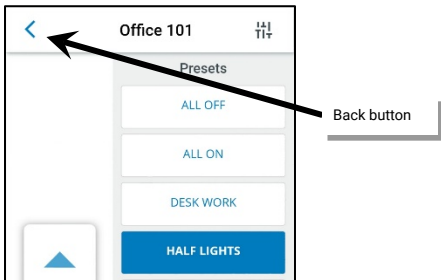 Office 101
Presets
ALL OFF
Back button
ALL ON
DESK WORK
HALF LIGHTS